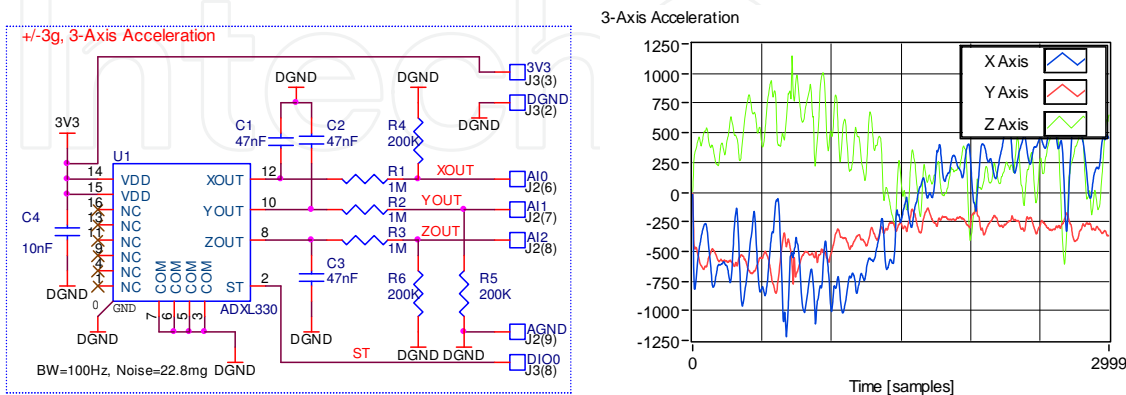 +/-3g, 3-Axis Acceleration
3V3
J3(3)
DGND
J3(2)
DGND
DGND
DGND
3V3
C1
47nF
C2
47nF
R4
200K
U1
14
VDD
15
VDD
16
NC
13
NC
11
NC
NC
NC
NC
XOUT
12
YOUT
10
ZOUT
8
ST
2
COM
COM
COM
COM
7
6
5
3
ADXL330
GND
0
C4
10nF
DGND
DGND
R1
1M
R2
1M
R3
1M
XOUT
YOUT
ZOUT
AI0
J2(6)
AI1
J2(7)
AI2
J2(8)
C3
47nF
R6
200K
R5
200K
DGND
DGND
DGND
DGND
AGND
J2(9)
ST
DIO0
J3(8)
BW=100Hz, Noise=22.8mg
3-Axis Acceleration
1250
1000
750
500
250
0
-250
-500
-750
-1000
-1250
X Axis
Y Axis
Z Axis
0
2999
Time [samples]
Intech